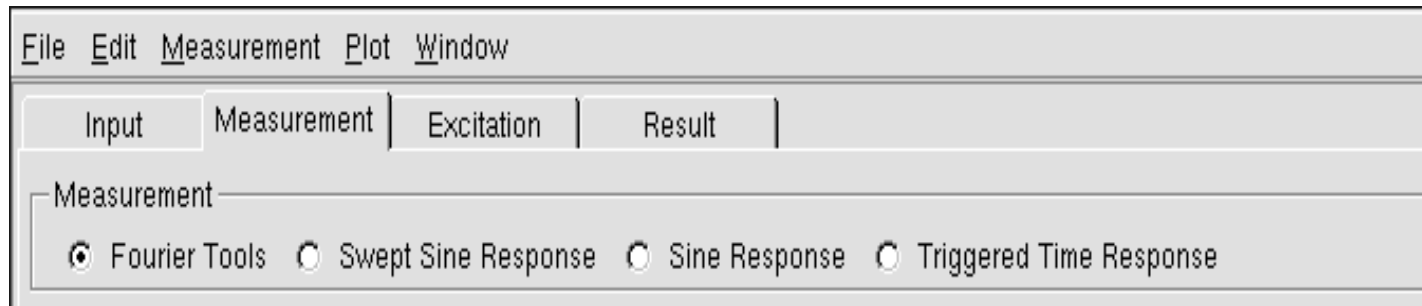 File Edit Measurement Plot Window
Input Measurement Excitation Result
Measurement
Fourier Tools Swept Sine Response Sine Response Triggered Time Response